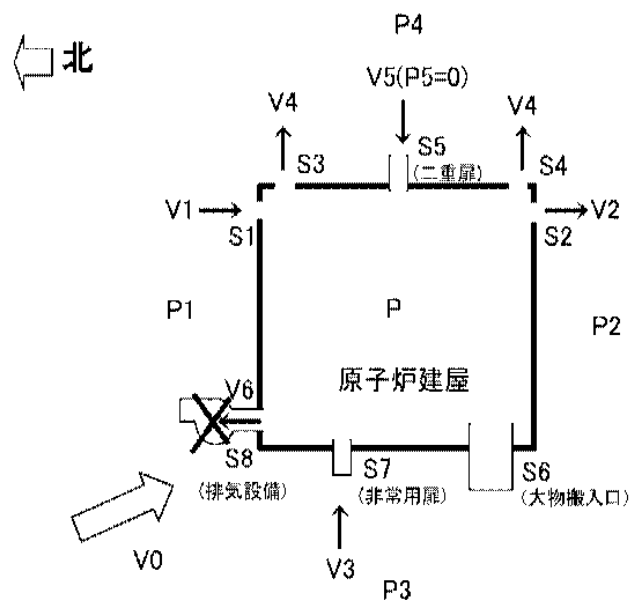 P4
北
V5(P5=0)
V4
V4
S3
S5
(二重扉)
S4
V1
V2
S1
S2
P1
P
P2
原子炉建屋
V6
S8
(排気設備)
S7
(非常用扉)
S6
(大物搬入口)
V0
V3
P3